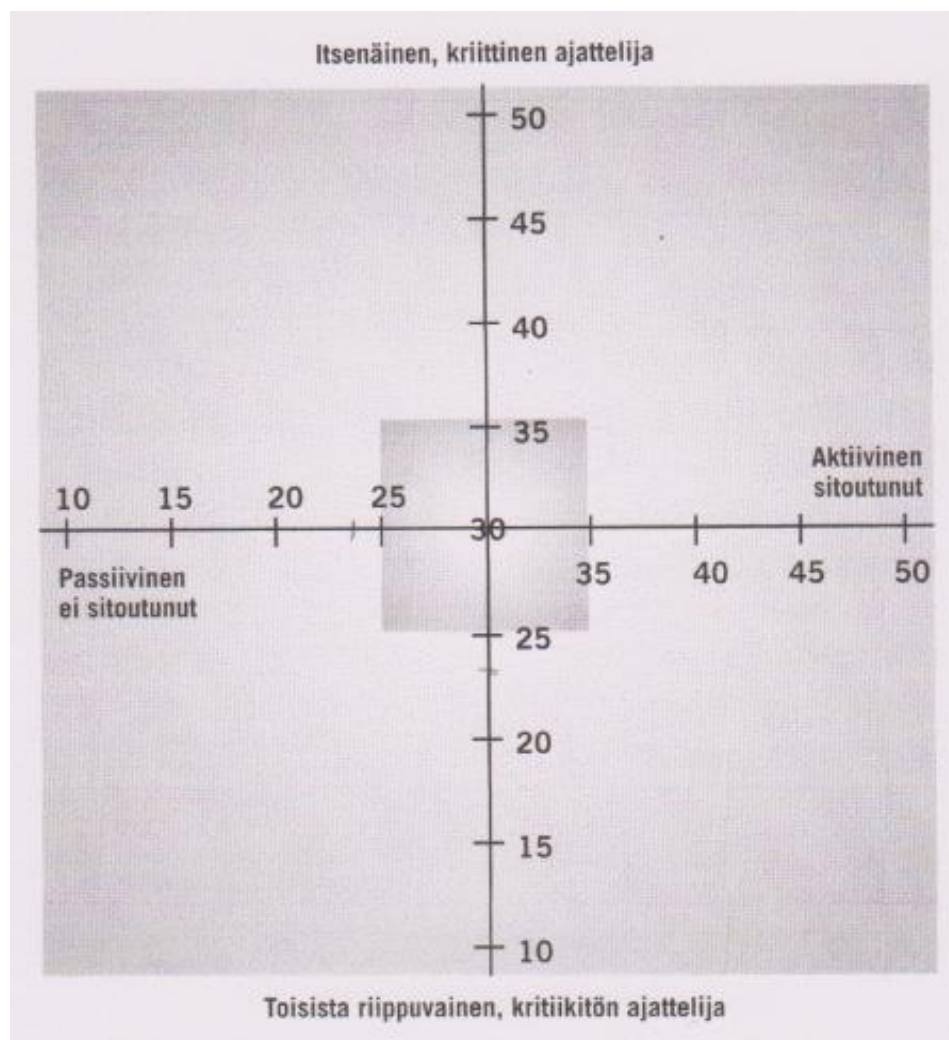 Itsenäinen, kriittinen ajattelija
50
45
40
35
Aktiivinen
sitoutunut
10 15 20 25
30
35 40 45 50
Passiivinen
ei sitoutunut
25
20
15
10
Toisista riippuvainen, kritiikitön ajattelija